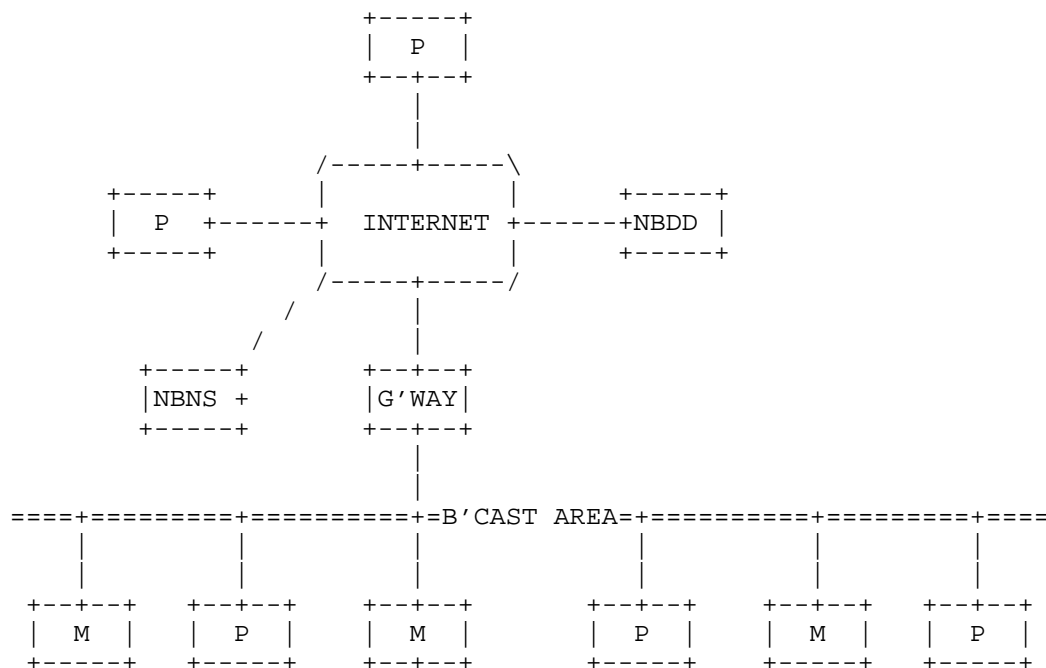 P
P INTERNET NBDD
NBNS G'WAY
B'CAST AREA
M P M P M P